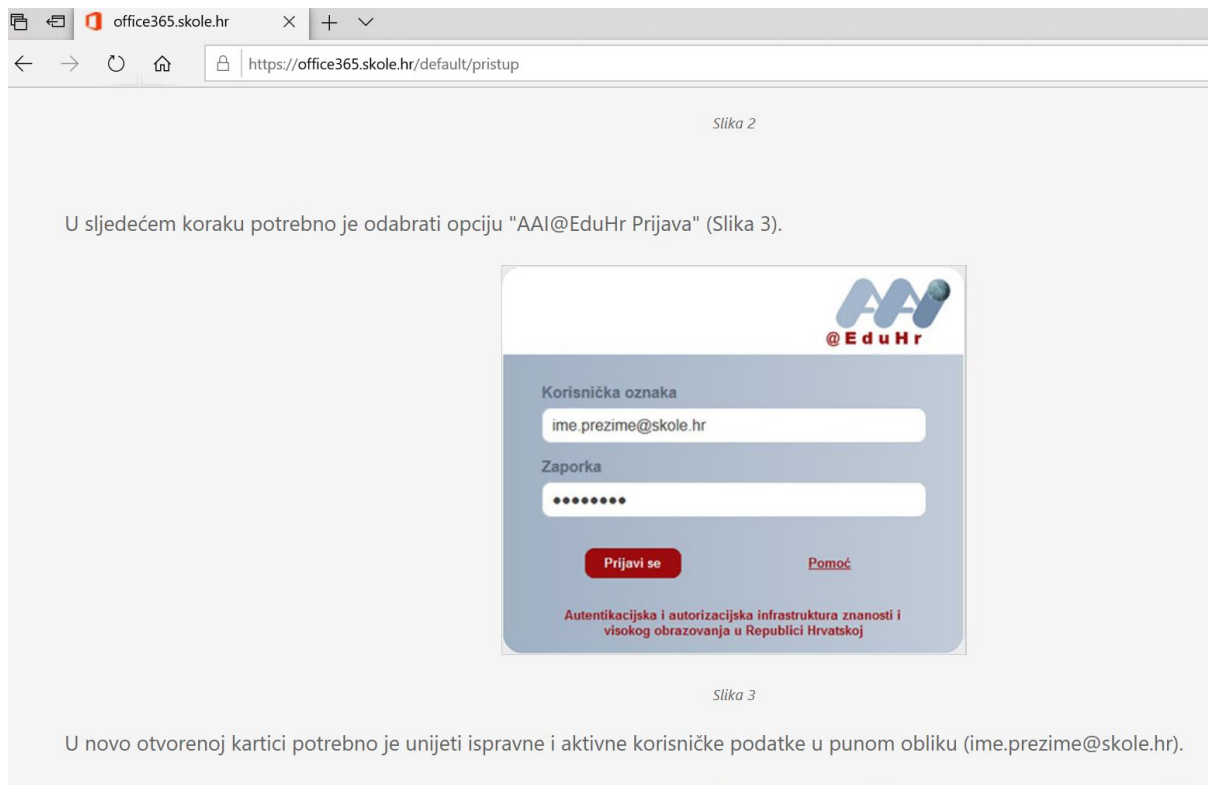 office365.skole.hr
https://office365.skole.hr/default/pristup
Slika 2
U sljedećem koraku potrebno je odabrati opciju "AAI@EduHr Prijava" (Slika 3).
AAI
@EduHr
Korisnička oznaka
ime.prezime@skole.hr
Zaporka
Prijavi se
Pomoć
Autentikacijska i autorizacijska infrastruktura znanosti i
visokog obrazovanja u Republici Hrvatskoj
Slika 3
U novo otvorenoj kartici potrebno je unijeti ispravne i aktivne korisničke podatke u punom obliku (ime.prezime@skole.hr).